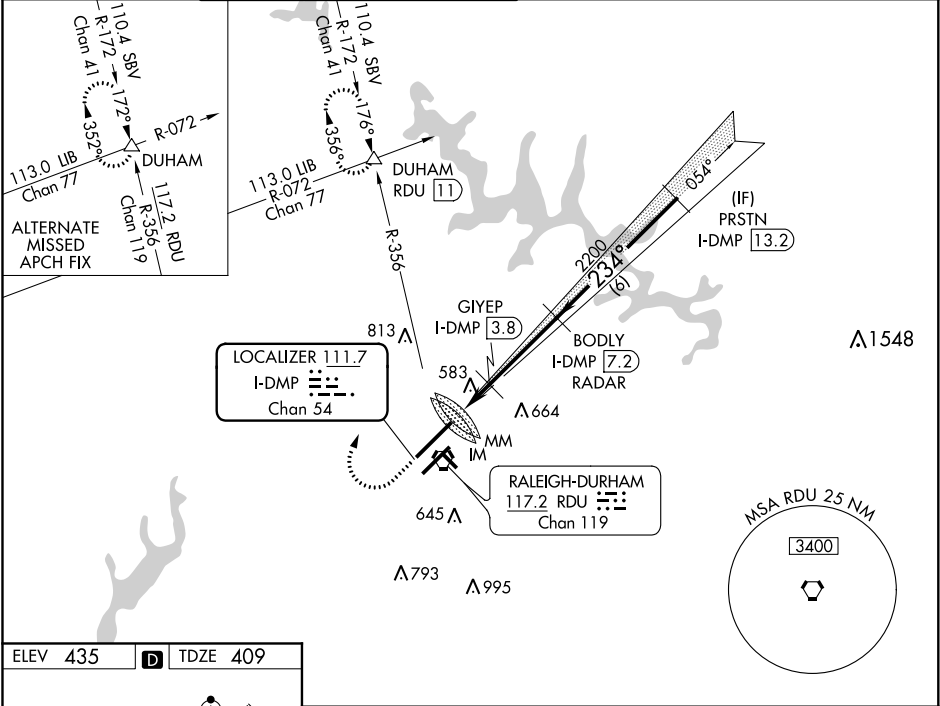 110.4 SBV
R-172
Chan 41
172°
352°
R-072
DUHAM
113.0 LIB
Chan 77
117.2 RDU
R-356
Chan 119
ALTERNATE
MISSED
APCH FIX
110.4 SBV
R-172
Chan 41
176°
356°
DUHAM
RDU 11
113.0 LIB
R-072
Chan 77
R-356
054°
(IF)
PRSTN
I-DMP 13.2
2200
234°
(6)
GIYEP
I-DMP 3.8
BODLY
I-DMP 7.2
RADAR
813
1548
583
664
LOCALIZER 111.7
I-DMP
Chan 54
MM
IM
RALEIGH-DURHAM
117.2 RDU
Chan 119
645
793
995
MSA RDU 25 NM
3400
ELEV 435 D TDZE 409